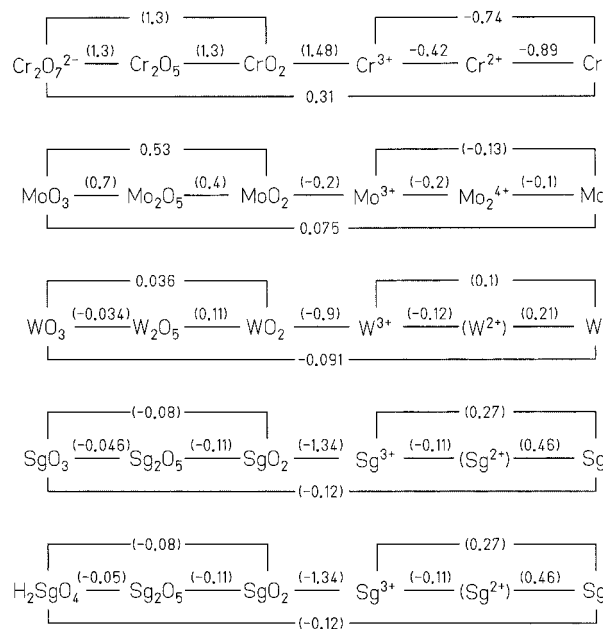 (1.3) -0.74
Cr₂O₇²⁻ (1.3) Cr₂O₅ (1.3) CrO₂ (1.48) Cr³⁺ -0.42 Cr²⁺ -0.89 Cr
0.31
0.53 (-0.13)
MoO₃ (0.7) Mo₂O₅ (0.4) MoO₂ (-0.2) Mo³⁺ (-0.2) Mo₂⁴⁺ (-0.1) Mo
0.075
0.036 (0.1)
WO₃ (-0.034) W₂O₅ (0.11) WO₂ (-0.9) W³⁺ (-0.12) (W²⁺) (0.21) W
-0.091
(-0.08) (0.27)
SgO₃ (-0.046) Sg₂O₅ (-0.11) SgO₂ (-1.34) Sg³⁺ (-0.11) (Sg²⁺) (0.46) Sg
(-0.12)
(-0.08) (0.27)
H₂SgO₄ (-0.05) Sg₂O₅ (-0.11) SgO₂ (-1.34) Sg³⁺ (-0.11) (Sg²⁺) (0.46) Sg
(-0.12)